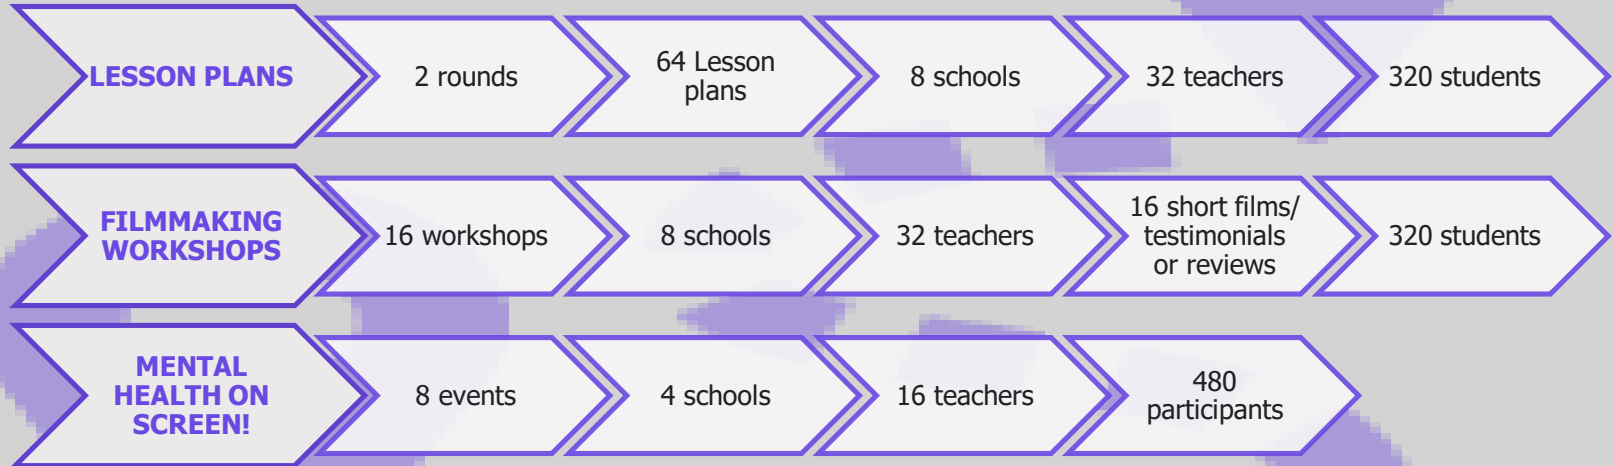 LESSON PLANS
2 rounds
64 Lesson
plans
8 schools
32 teachers
320 students
FILMMAKING
WORKSHOPS
16 workshops
8 schools
32 teachers
16 short films/
testimonials
or reviews
320 students
MENTAL
HEALTH ON
SCREEN!
8 events
4 schools
16 teachers
480
participants